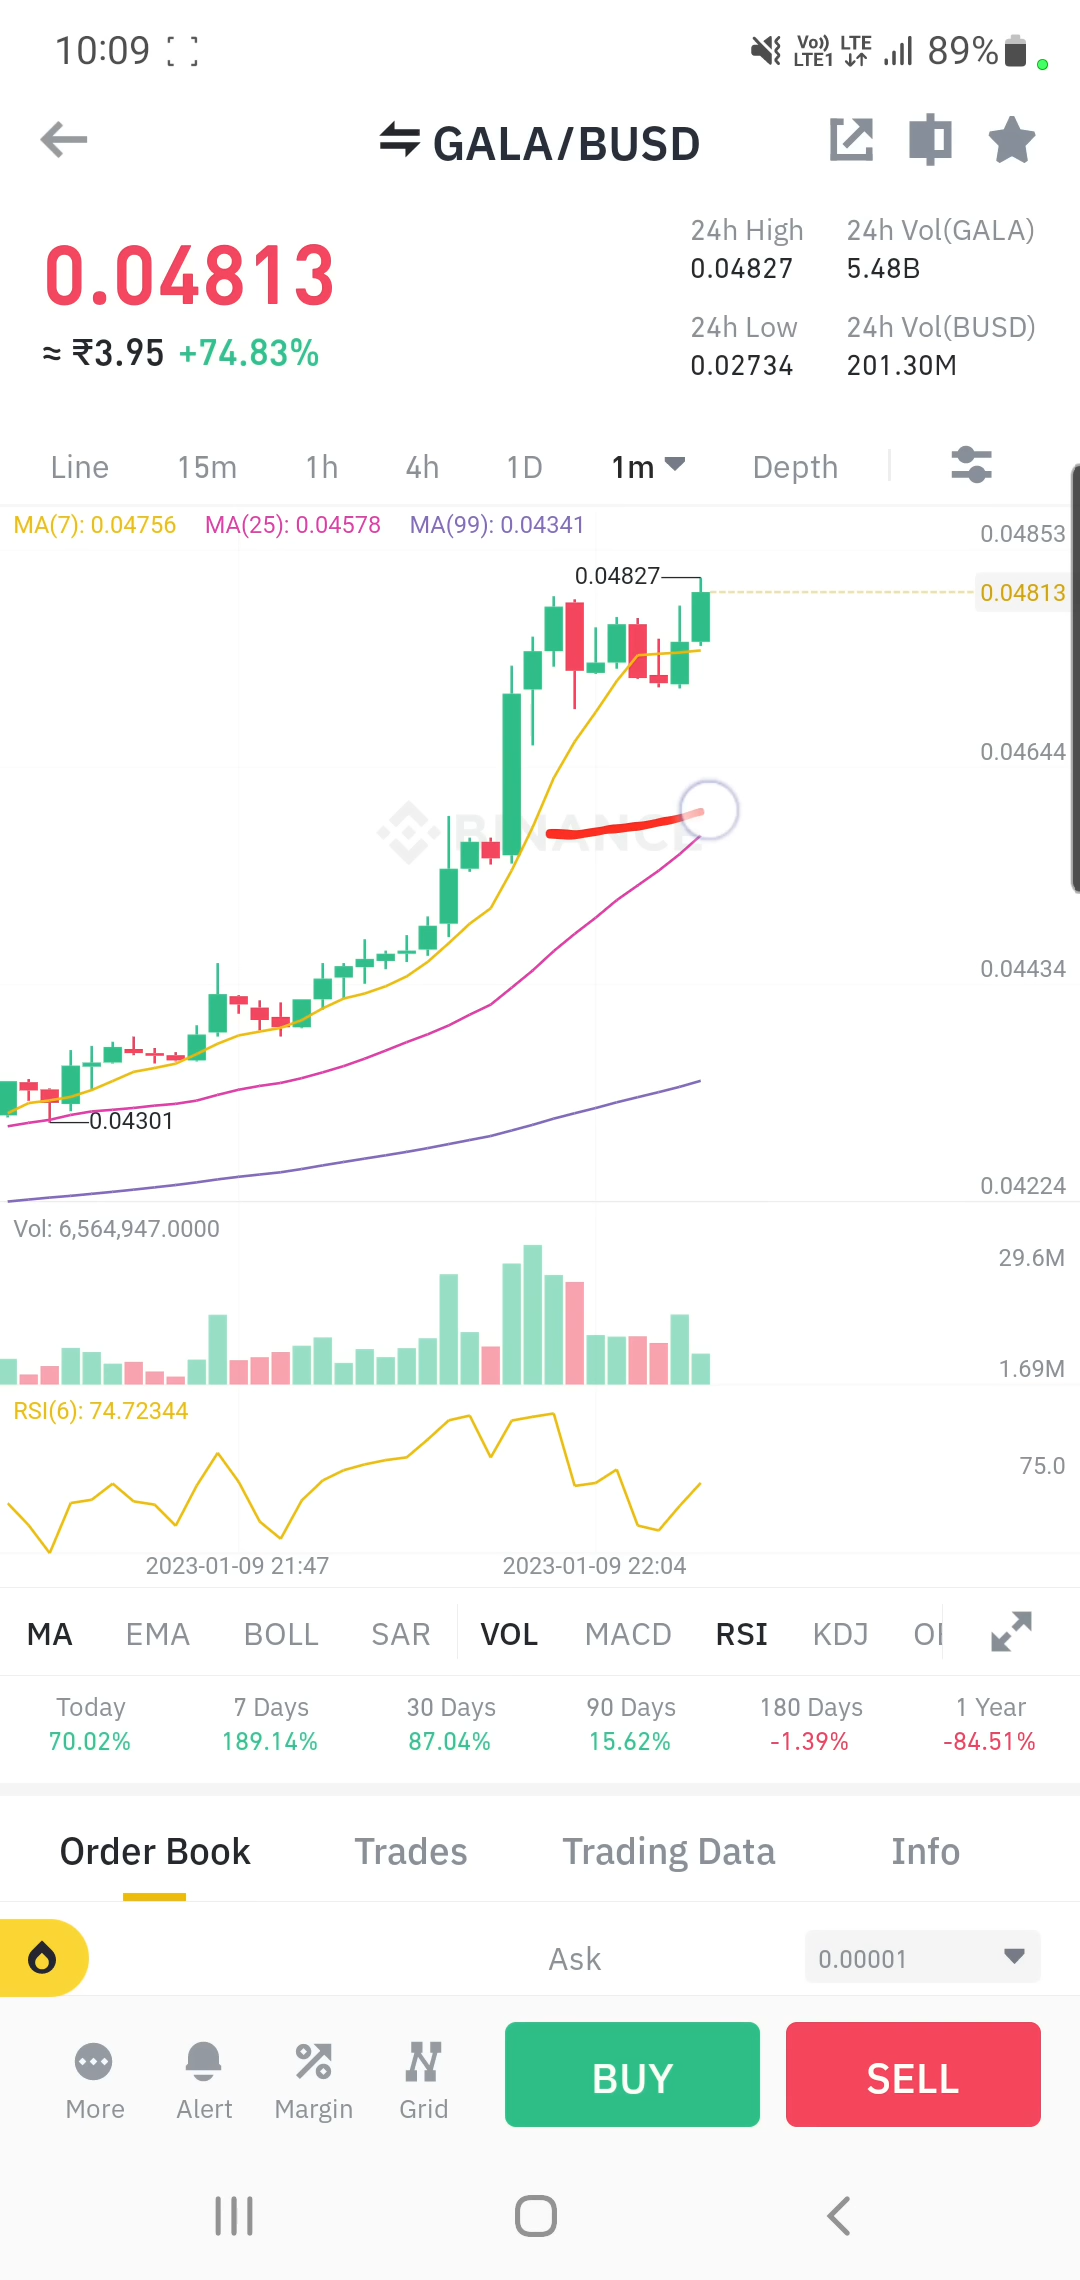 10:09 Vo)) LTE1 LTE 89%
GALA/BUSD
0.04813
≈ ₹3.95 +74.83%
24h High 24h Vol(GALA)
0.04827 5.48B
24h Low 24h Vol(BUSD)
0.02734 201.30M
Line 15m 1h 4h 1D 1m Depth
MA(7): 0.04756 MA(25): 0.04578 MA(99): 0.04341
0.04853
0.04827
0.04813
0.04644
BINANCE
0.04434
0.04301
0.04224
Vol: 6,564,947.0000
29.6M
1.69M
RSI(6): 74.72344
75.0
2023-01-09 21:47 2023-01-09 22:04
MA EMA BOLL SAR VOL MACD RSI KDJ
Today 7 Days 30 Days 90 Days 180 Days 1 Year
70.02% 189.14% 87.04% 15.62% -1.39% -84.51%
Order Book Trades Trading Data Info
Ask 0.00001
More Alert Margin Grid BUY SELL